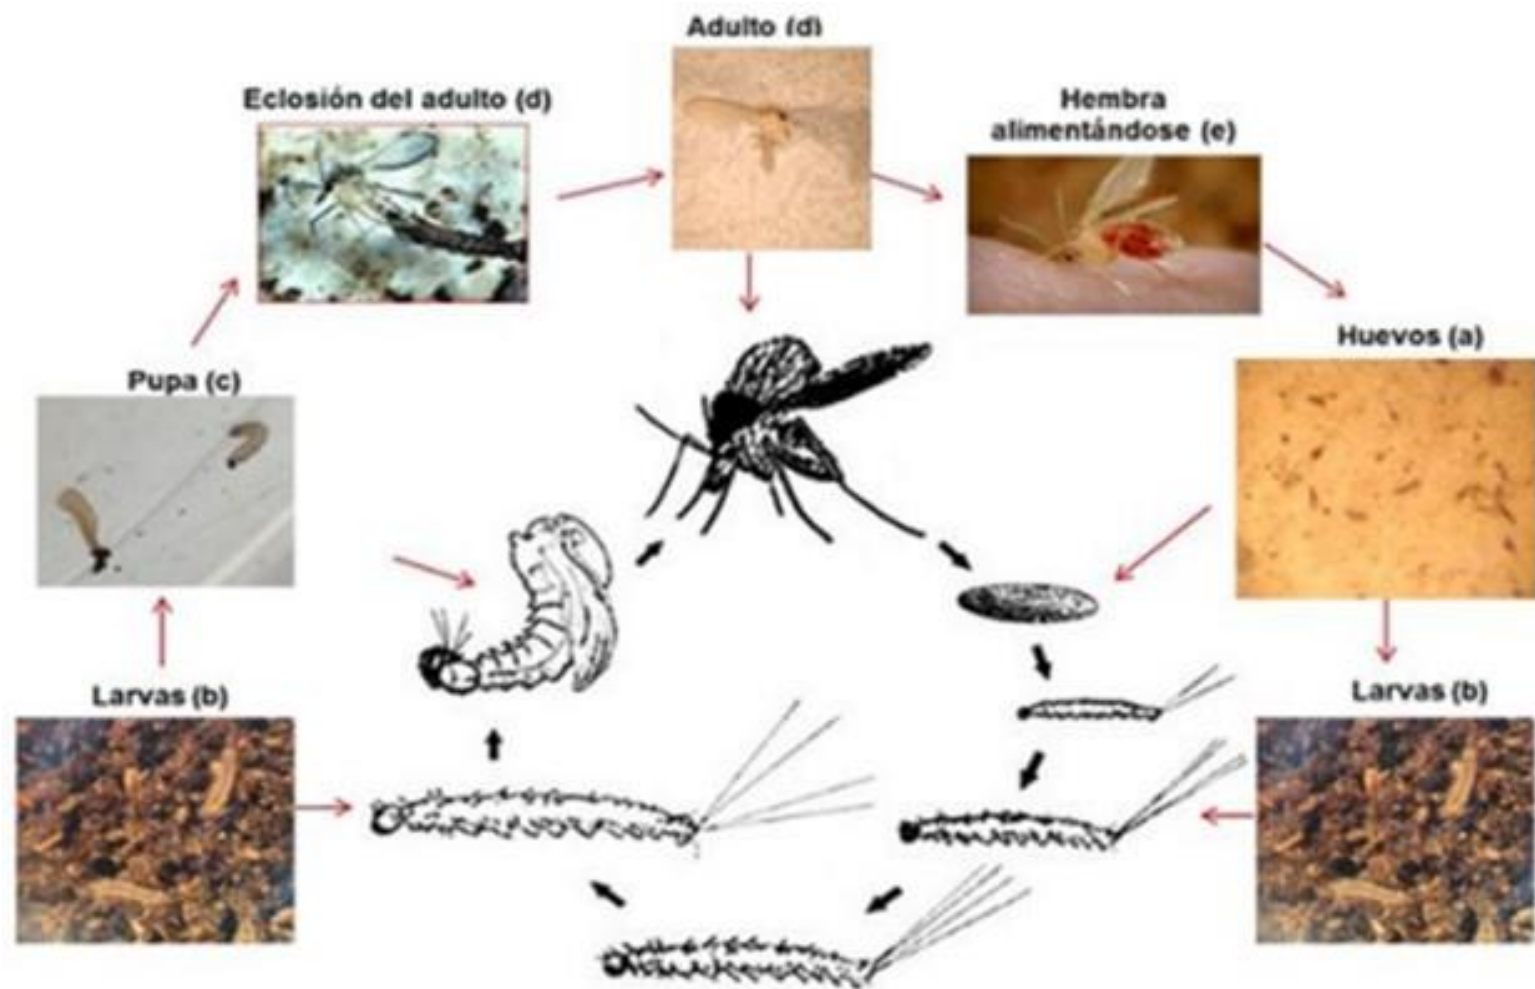 Adulto (d)
Eclosión del adulto (d)
Hembra
alimentándose (e)
Huevos (a)
Pupa (c)
Larvas (b)
Larvas (b)